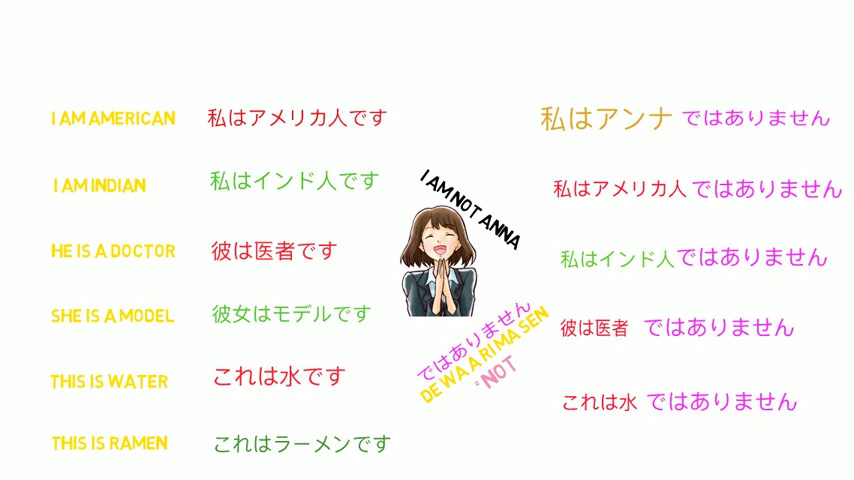 I AM AMERICAN
私はアメリカ人です
I AM INDIAN
私はインド人です
HE IS A DOCTOR
彼は医者です
SHE IS A MODEL
彼女はモデルです
THIS IS WATER
これは水です
THIS IS RAMEN
これはラーメンです
I AM NOT ANNA
ではありません
DE WA A RI MA SEN
=NOT
私はアンナ ではありません
私はアメリカ人 ではありません
私はインド人 ではありません
彼は医者 ではありません
これは水 ではありません